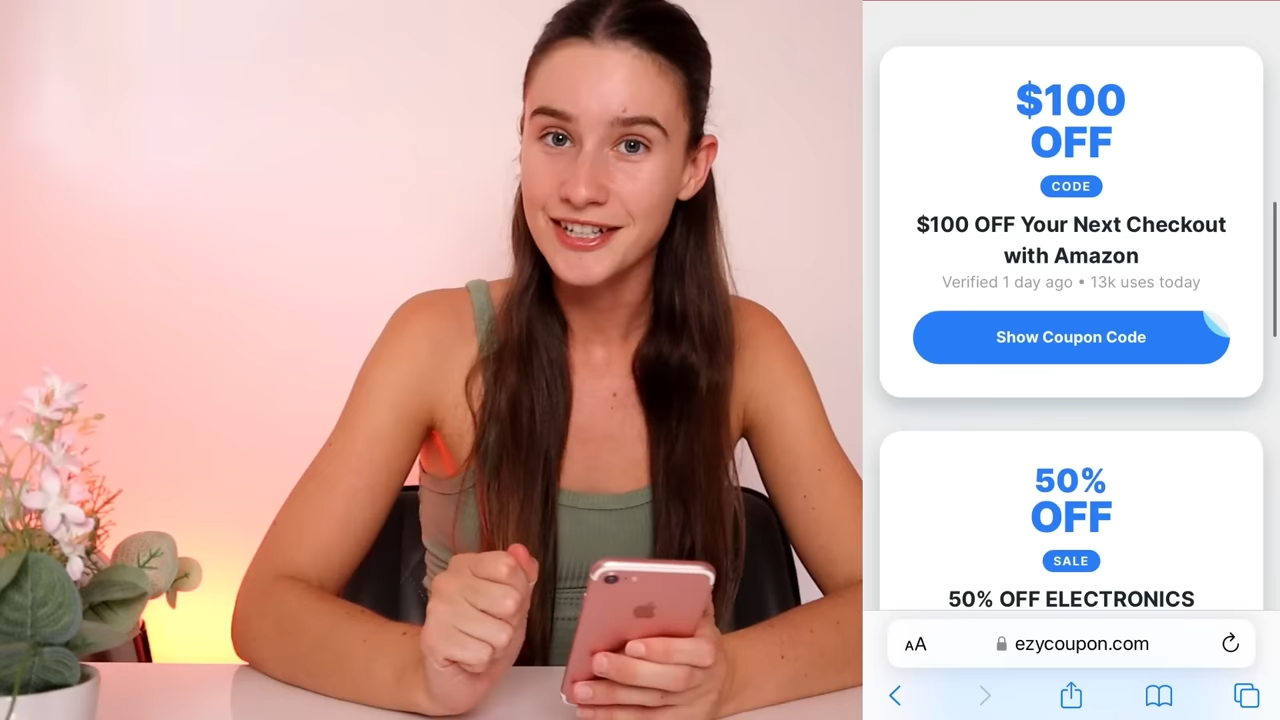 $100
OFF
CODE
$100 OFF Your Next Checkout
with Amazon
Verified 1 day ago • 13k uses today
Show Coupon Code
50%
OFF
SALE
50% OFF ELECTRONICS
AA
ezycoupon.com